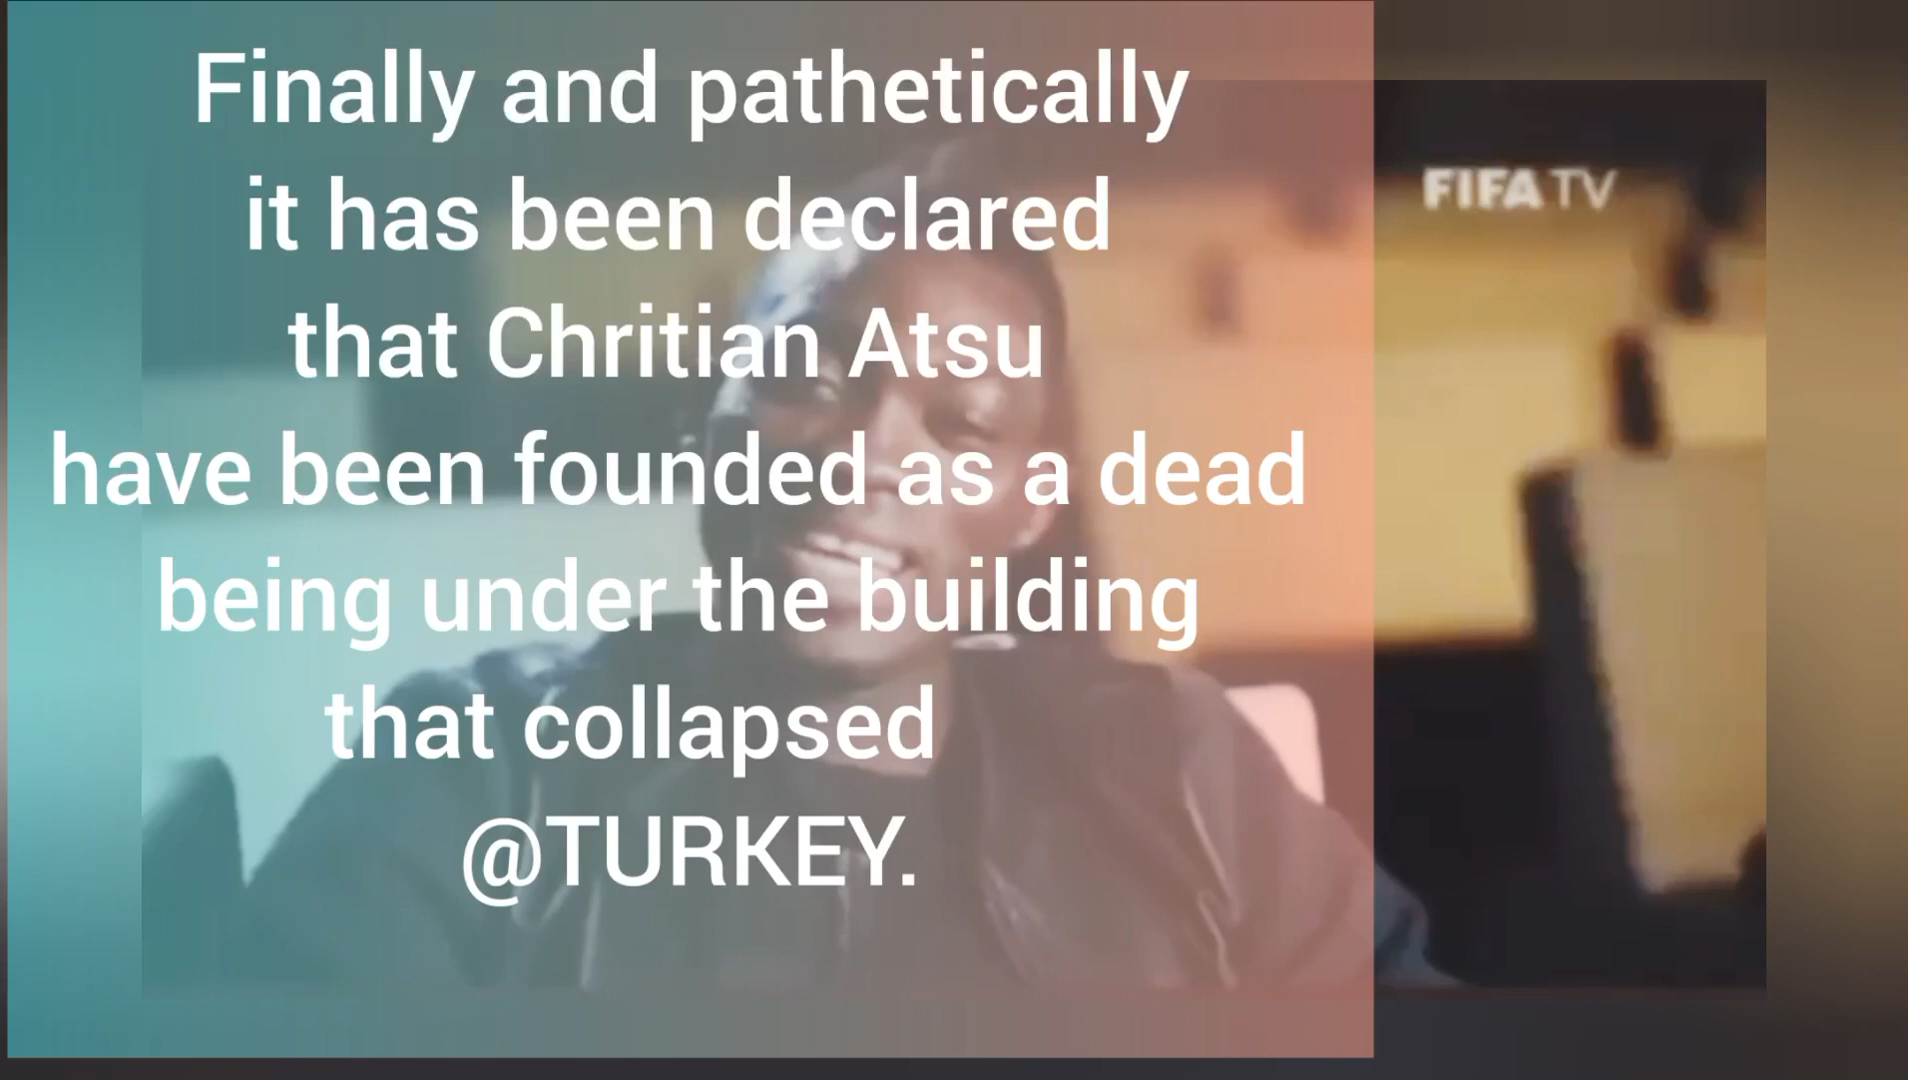 Finally and pathetically
it has been declared
that Chritian Atsu
have been founded as a dead
being under the building
that collapsed
@TURKEY.
FIFA TV